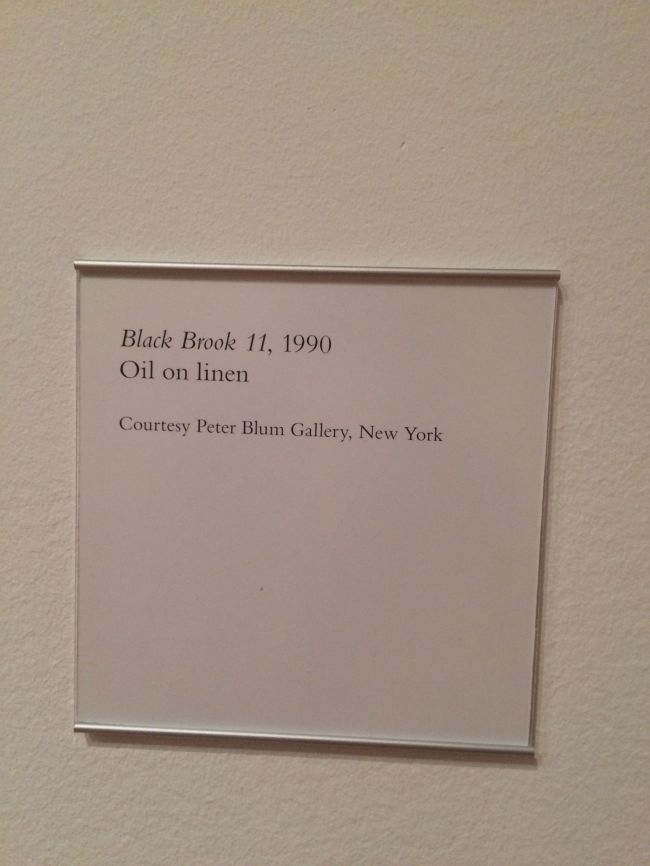 Black Brook 11, 1990
Oil on linen
Courtesy Peter Blum Gallery, New York